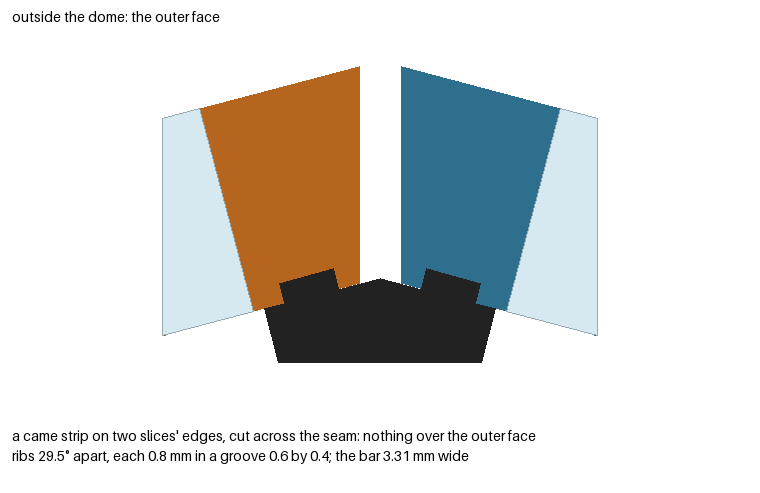 outside the dome: the outer face
a came strip on two slices' edges, cut across the seam: nothing over the outer face
ribs 29.5° apart, each 0.8 mm in a groove 0.6 by 0.4; the bar 3.31 mm wide